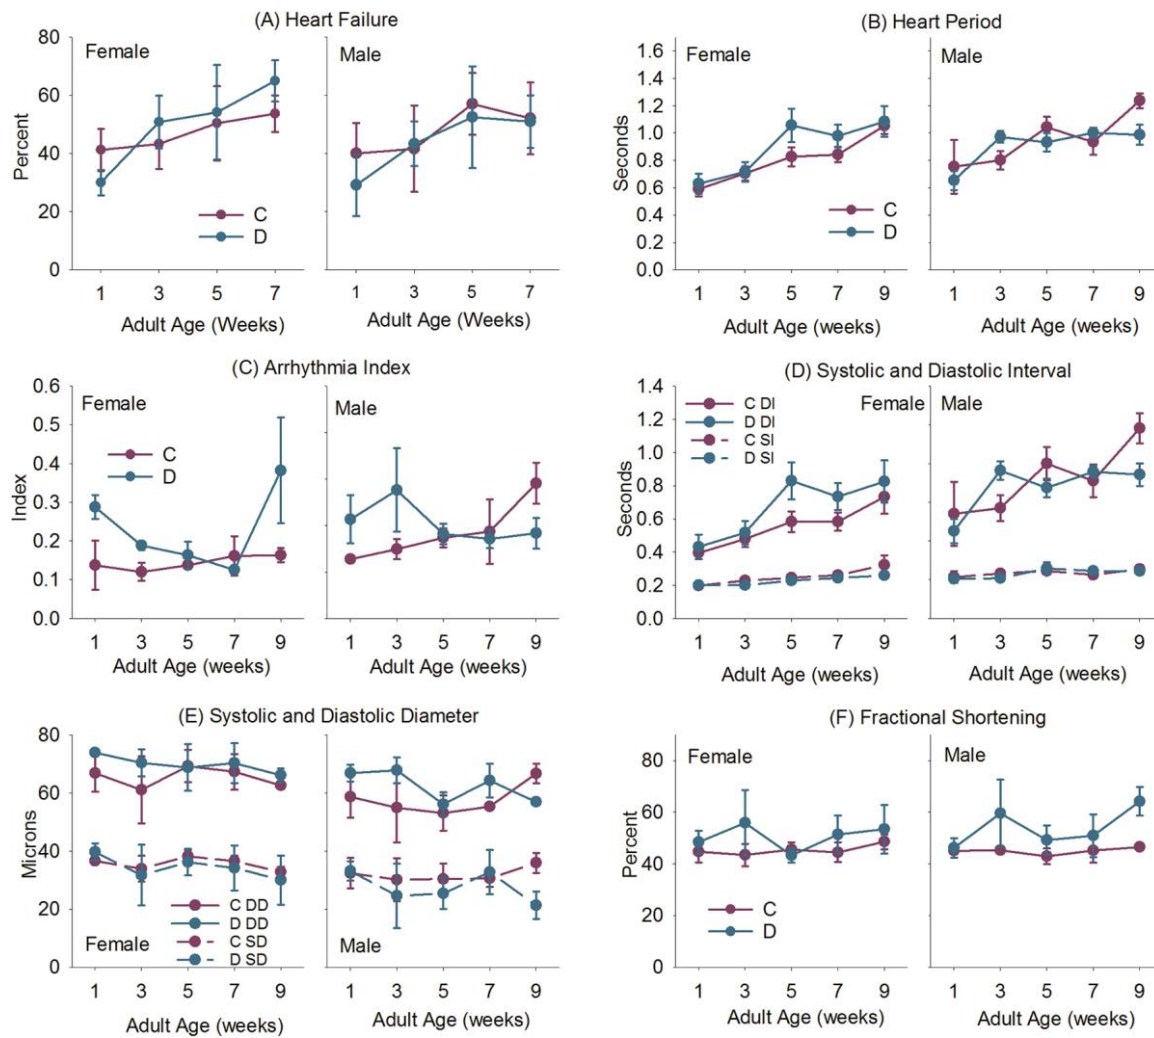 (A) Heart Failure
Percent
80
60
40
20
0
Female
C
D
1 3 5 7
Adult Age (Weeks)
Male
1 3 5 7
Adult Age (Weeks)
(B) Heart Period
Seconds
1.6
1.4
1.2
1.0
0.8
0.6
0.4
0.2
0.0
Female
C
D
1 3 5 7 9
Adult Age (weeks)
Male
1 3 5 7 9
Adult Age (weeks)
(C) Arrhythmia Index
Index
0.6
0.5
0.4
0.3
0.2
0.1
0.0
Female
C
D
1 3 5 7 9
Adult Age (weeks)
Male
1 3 5 7 9
Adult Age (weeks)
(D) Systolic and Diastolic Interval
Seconds
1.4
1.2
1.0
0.8
0.6
0.4
0.2
0.0
C DI
D DI
C SI
D SI
Female
1 3 5 7 9
Adult Age (weeks)
Male
1 3 5 7 9
Adult Age (weeks)
(E) Systolic and Diastolic Diameter
Microns
80
60
40
20
0
C DD
D DD
C SD
D SD
Female
1 3 5 7 9
Adult Age (weeks)
Male
1 3 5 7 9
Adult Age (weeks)
(F) Fractional Shortening
Percent
80
60
40
20
0
Female
C
D
1 3 5 7 9
Adult Age (weeks)
Male
1 3 5 7 9
Adult Age (weeks)